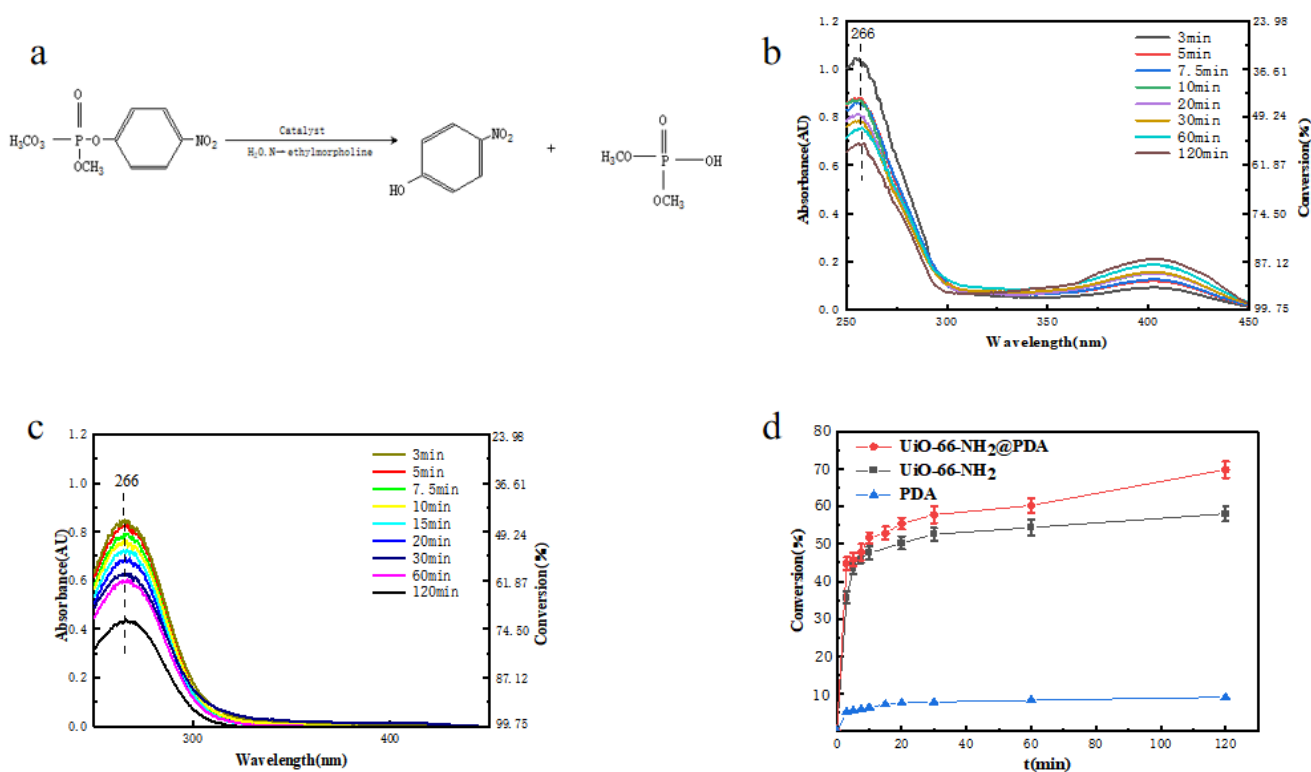 a
O
H₃CO₃
P
O
NO₂
OCH₃
Catalyst
H₂O.N─ethylmorpholine
NO₂
HO
+
O
H₃CO
P
OH
OCH₃
b
266
3min
5min
7.5min
10min
20min
30min
60min
120min
1.2
1.0
0.8
0.6
0.4
0.2
0.0
Absorbance(AU)
23.98
36.61
49.24
61.87
74.50
87.12
99.75
Conversion(%)
250
300
350
400
450
Wavelength(nm)
c
266
3min
5min
7.5min
10min
15min
20min
30min
60min
120min
1.2
1.0
0.8
0.6
0.4
0.2
0.0
Absorbance(AU)
23.98
36.61
49.24
61.87
74.50
87.12
99.75
Conversion(%)
300
400
Wavelength(nm)
d
UiO-66-NH₂@PDA
UiO-66-NH₂
PDA
80
70
60
50
40
30
20
10
Conversion(%)
0
20
40
60
80
100
120
t(min)